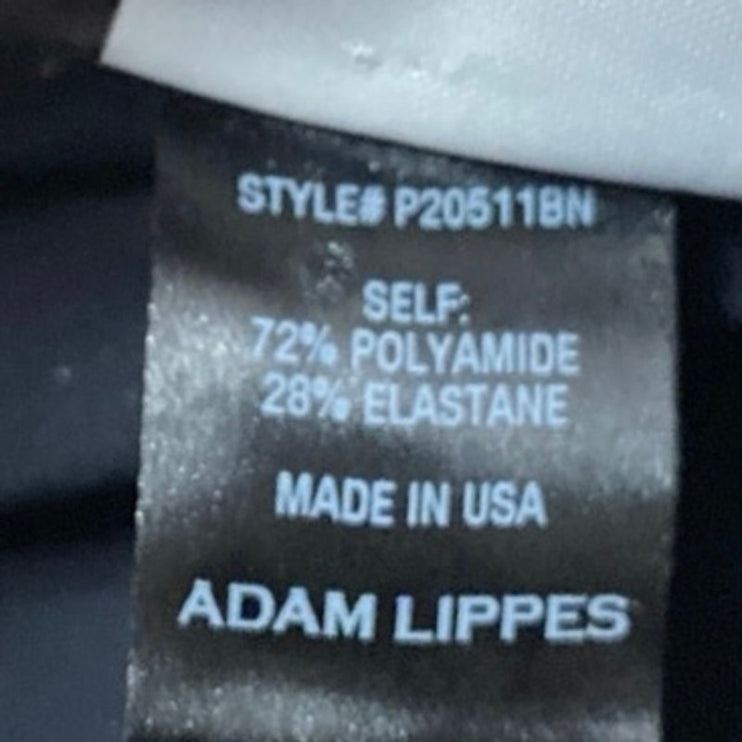 STYLE# P20511BN
SELF:
72% POLYAMIDE
28% ELASTANE
MADE IN USA
ADAM LIPPES